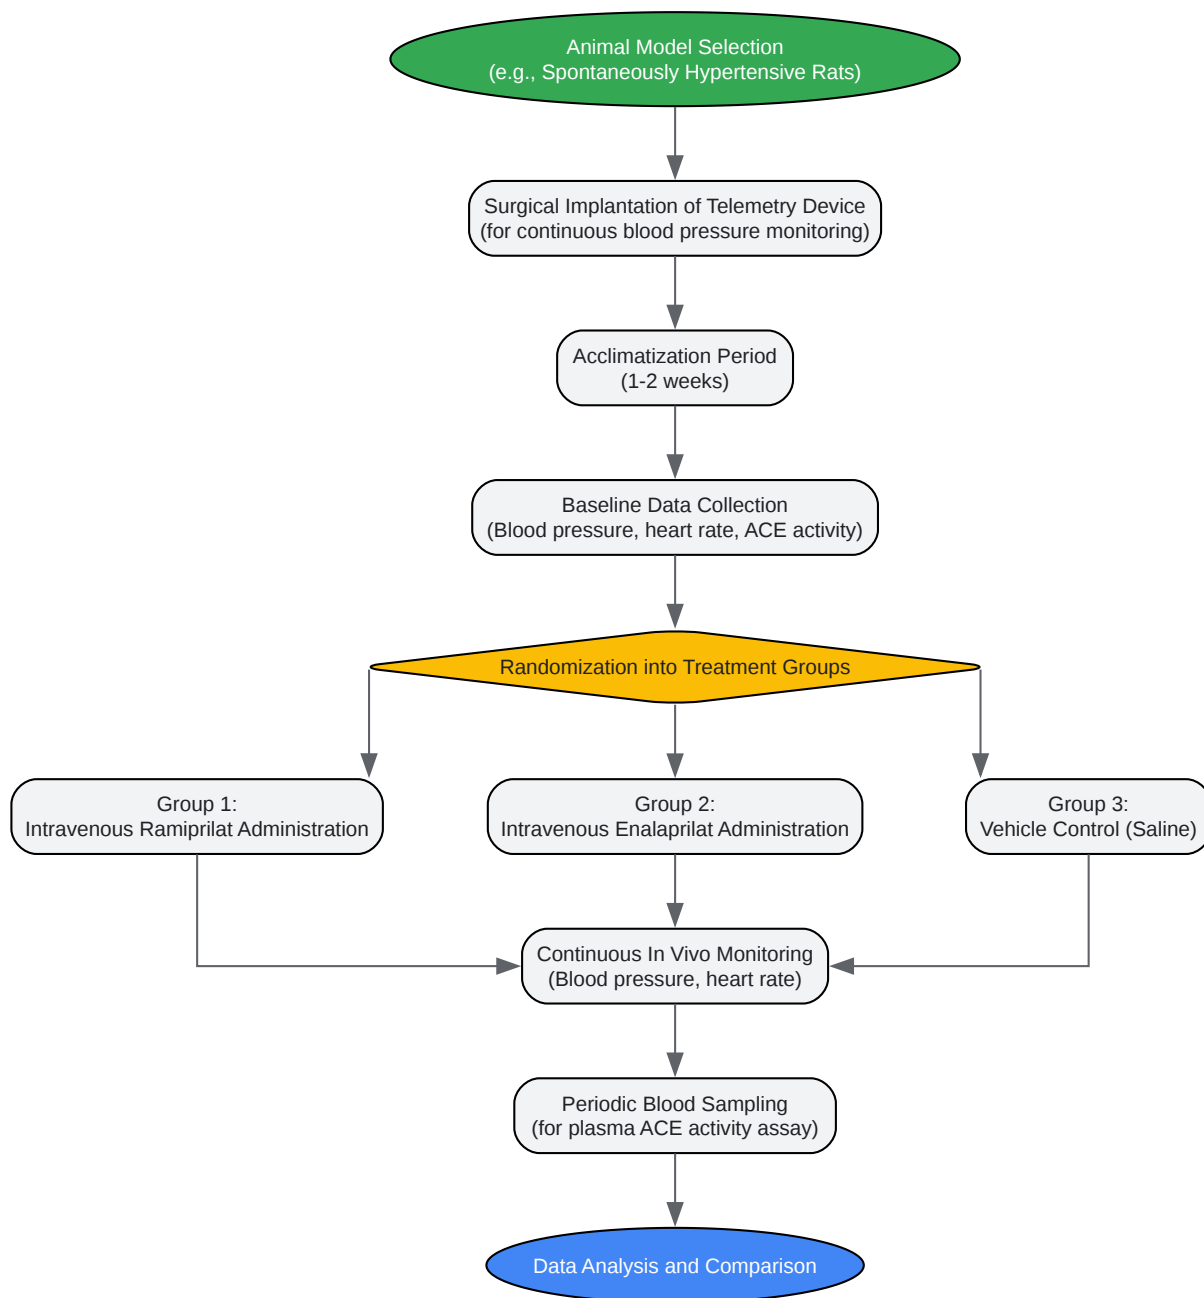 Animal Model Selection
(e.g., Spontaneously Hypertensive Rats)
Surgical Implantation of Telemetry Device
(for continuous blood pressure monitoring)
Acclimatization Period
(1-2 weeks)
Baseline Data Collection
(Blood pressure, heart rate, ACE activity)
Randomization into Treatment Groups
Group 1:
Intravenous Ramiprilat Administration
Group 2:
Intravenous Enalaprilat Administration
Group 3:
Vehicle Control (Saline)
Continuous In Vivo Monitoring
(Blood pressure, heart rate)
Periodic Blood Sampling
(for plasma ACE activity assay)
Data Analysis and Comparison